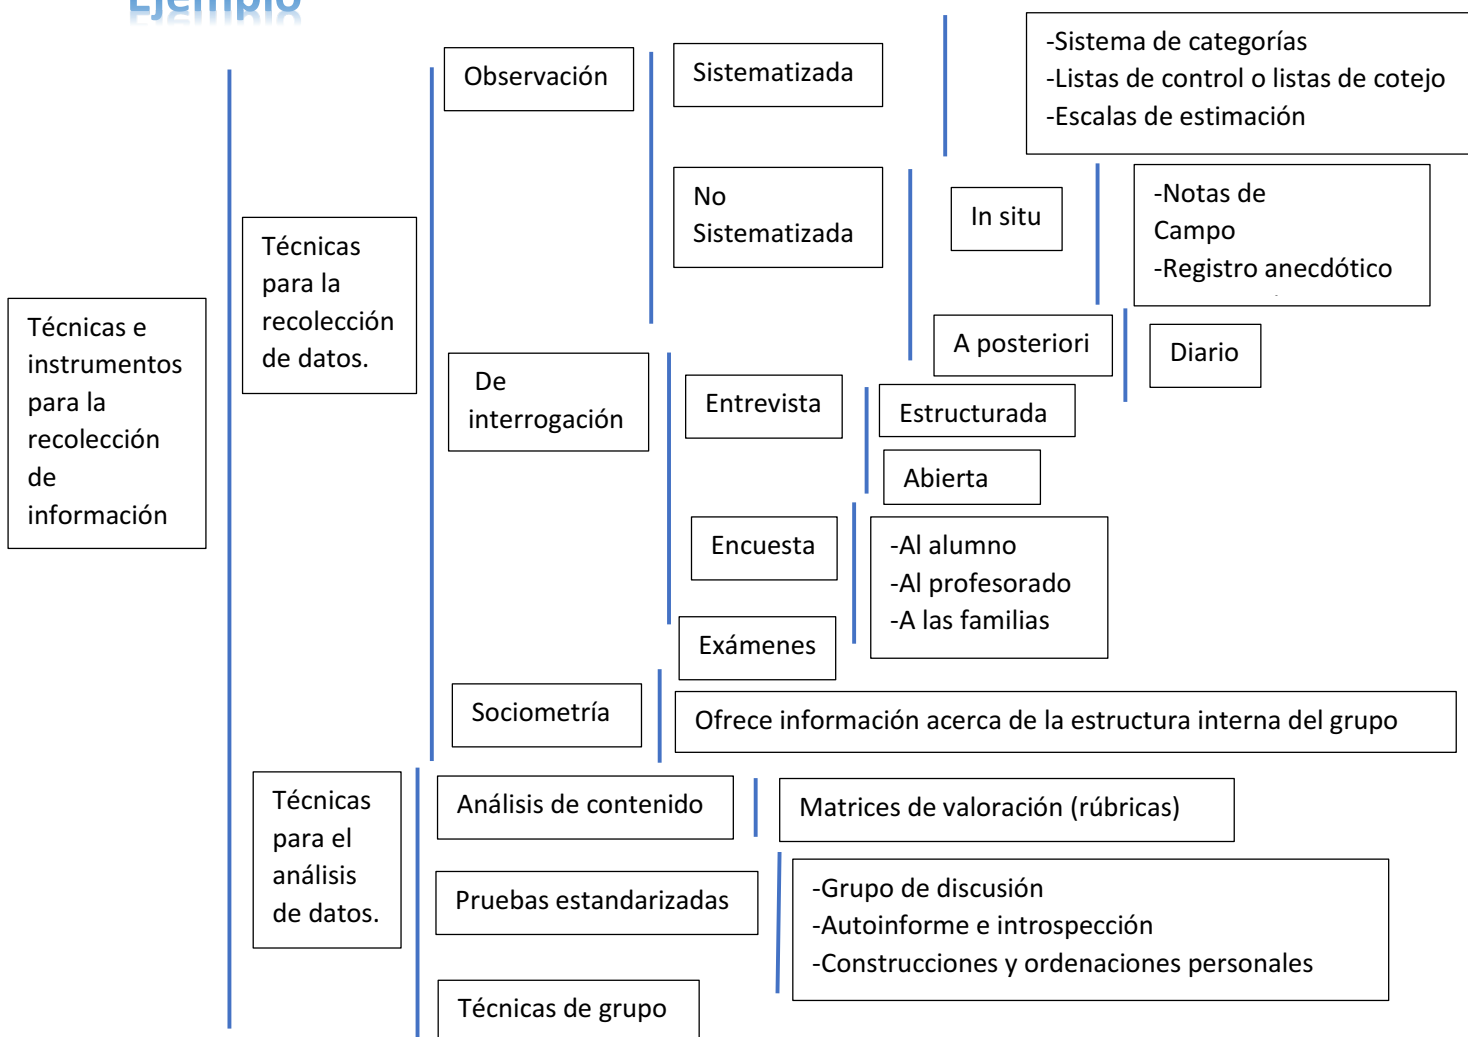 Ejemplo
Técnicas e
instrumentos
para la
recolección
de
información
Técnicas
para la
recolección
de datos.
Observación
Sistematizada
-Sistema de categorías
-Listas de control o listas de cotejo
-Escalas de estimación
No
Sistematizada
In situ
-Notas de
Campo
-Registro anecdótico
A posteriori
Diario
De
interrogación
Entrevista
Estructurada
Abierta
Encuesta
-Al alumno
-Al profesorado
-A las familias
Exámenes
Sociometría
Ofrece información acerca de la estructura interna del grupo
Técnicas
para el
análisis
de datos.
Análisis de contenido
Matrices de valoración (rúbricas)
Pruebas estandarizadas
-Grupo de discusión
-Autoinforme e introspección
-Construcciones y ordenaciones personales
Técnicas de grupo